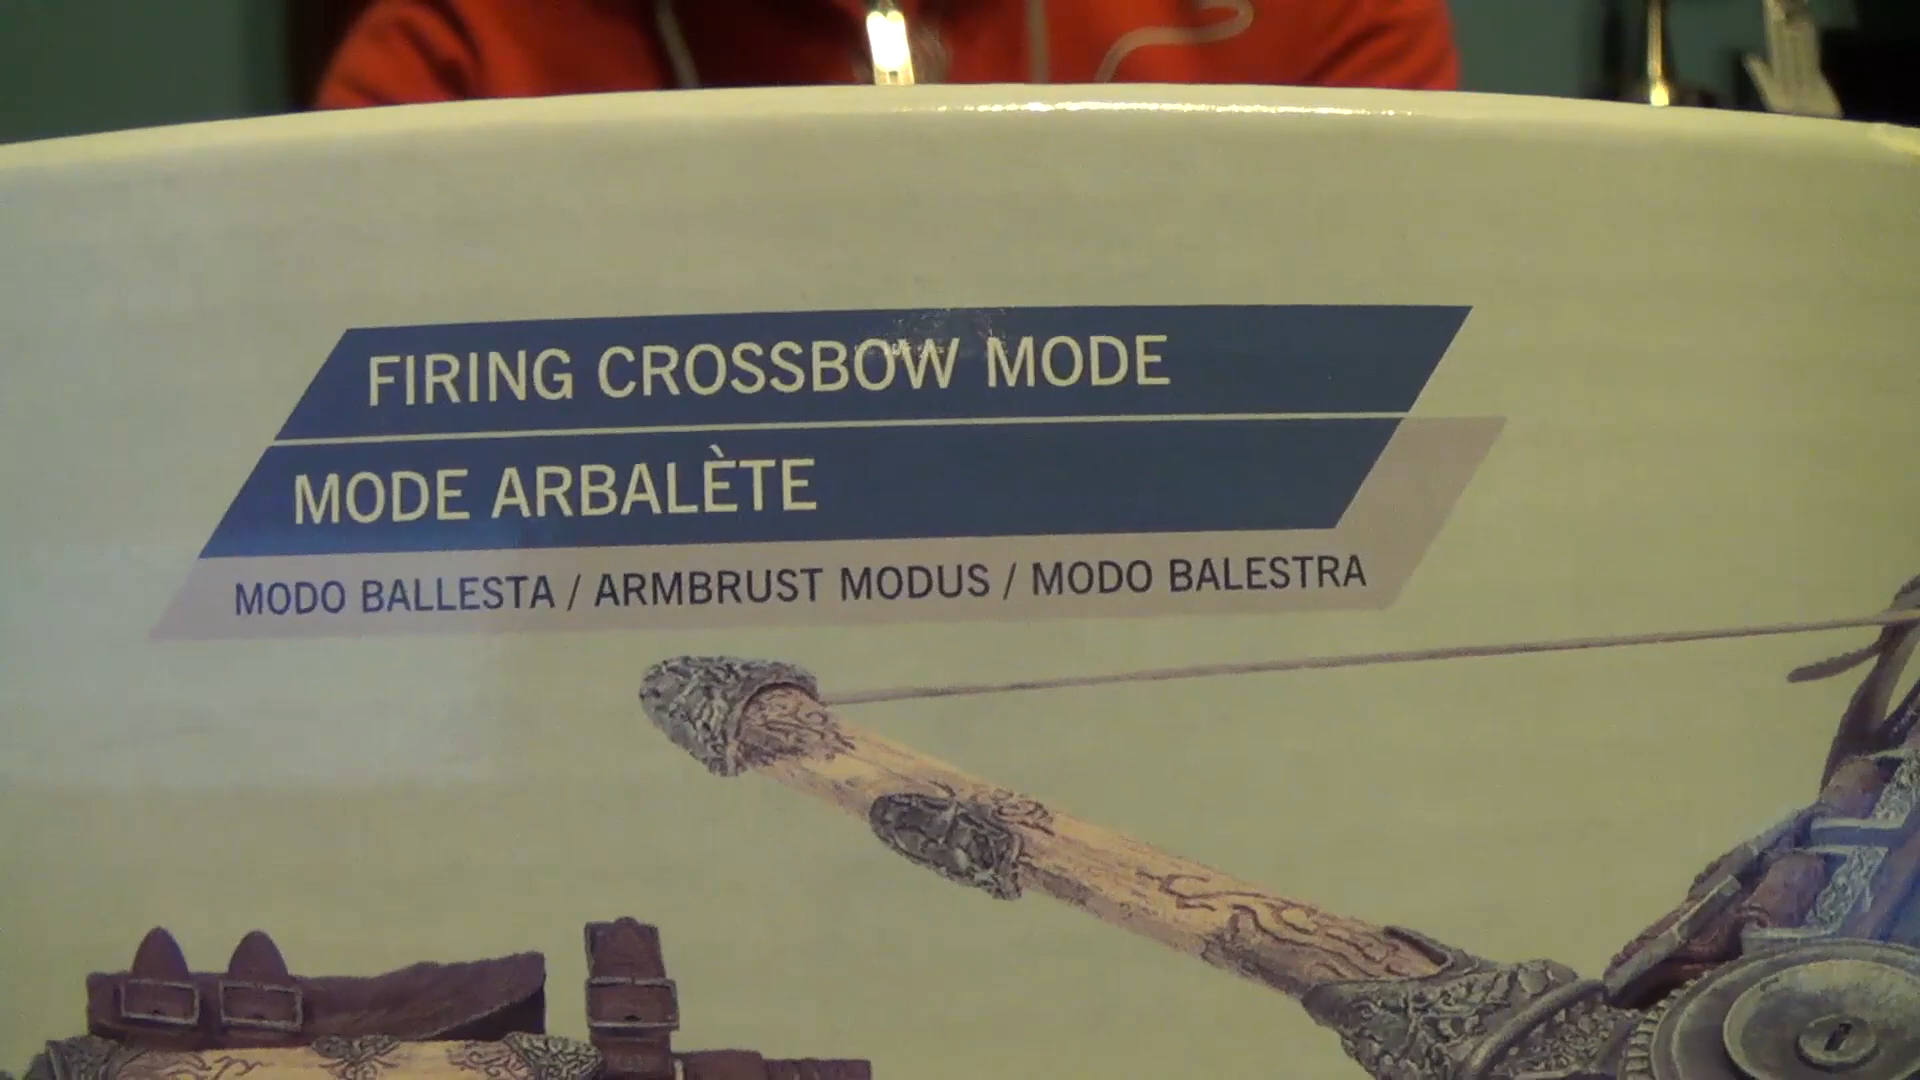 FIRING CROSSBOW MODE
MODE ARBALÈTE
MODO BALLESTA / ARMBRUST MODUS / MODO BALESTRA